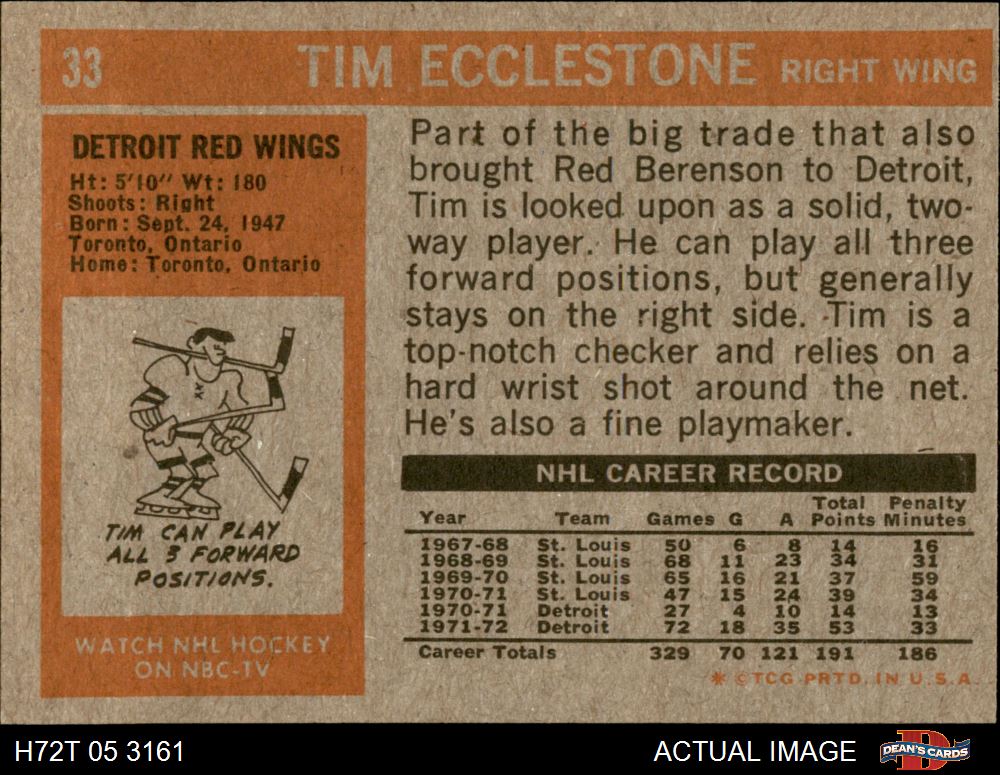 33 TIM ECCLESTONE RIGHT WING
DETROIT RED WINGS
Ht: 5'10" Wt: 180
Shoots: Right
Born: Sept. 24, 1947
Toronto, Ontario
Home: Toronto, Ontario
TIM CAN PLAY
ALL 3 FORWARD
POSITIONS.
WATCH NHL HOCKEY
ON NBC-TV
Part of the big trade that also
brought Red Berenson to Detroit,
Tim is looked upon as a solid, two-
way player. He can play all three
forward positions, but generally
stays on the right side. Tim is a
top-notch checker and relies on a
hard wrist shot around the net.
He's also a fine playmaker.
NHL CAREER RECORD
Total Penalty
Year Team Games G A Points Minutes
1967-68 St. Louis 50 6 8 14 16
1968-69 St. Louis 68 11 23 34 31
1969-70 St. Louis 65 16 21 37 59
1970-71 St. Louis 47 15 24 39 34
1970-71 Detroit 27 4 10 14 13
1971-72 Detroit 72 18 35 53 33
Career Totals 329 70 121 191 186
* © TCG PRTD. IN U.S.A.
H72T 05 3161 ACTUAL IMAGE D DEAN'S CARDS